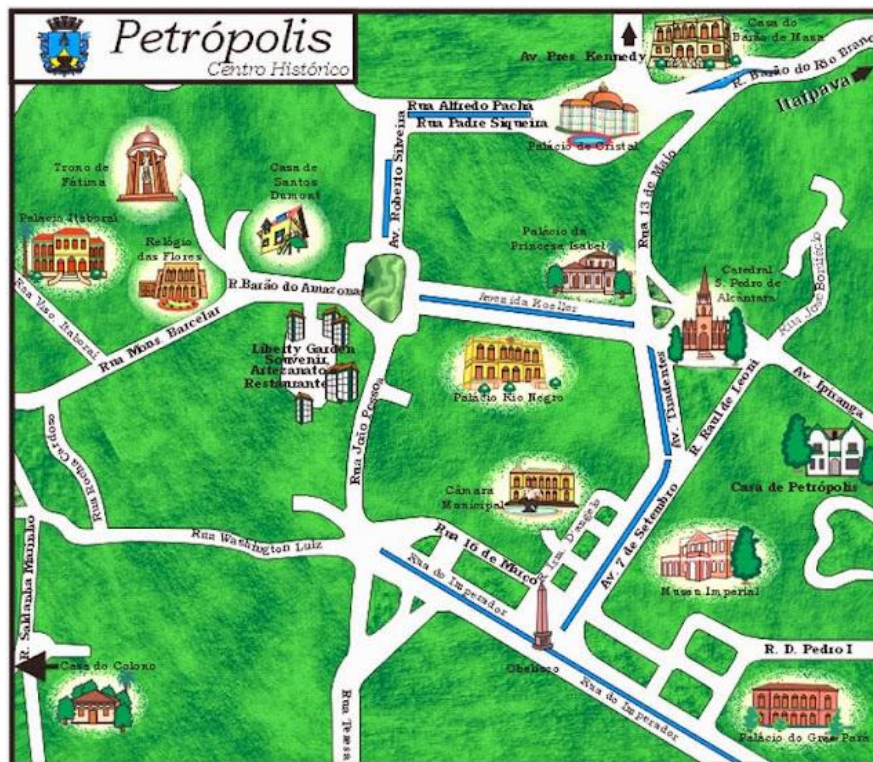 Petrópolis
Centro Histórico
Casa do
Barão de Maua
Av. Pres. Kennedy
R. Barão do Rio Branc
Itaipava
Rua Alfredo Pacha
Rua Padre Siqueira
Palácio de Cristal
Av. Roberto Silveira
Rua 13 de Maio
Trono de
Fátima
Casa de
Santos
Dumont
Palácio Itaboraí
Relógio
das Flores
Palácio da
Princesa Isabel
Catedral
S. Pedro de
Alcântara
Rua José Bonifácio
Rua Visc. Itaboraí
R.Barão do Amazonas
Avenida Koeller
Rua Mons. Barcelar
Liberty Garden
Souvenir
Artezanato
Restaurante
Palácio Rio Negro
Rua João Pessoa
Av. Tiradentes
R. Raul de Leoni
Av. Ipiranga
Casa de Petrópolis
Rua Rocha Cardoso
Câmara
Municipal
R. Irm. D'angelo
Av. 7 de Setembro
Rua Washington Luiz
Rua 16 de Março
Rua do Imperador
Museu Imperial
R. Saldanha Marinho
Casa do Colono
Obelisco
R. D. Pedro I
Rua do Imperador
Rua Teresa
Palácio do Grão Pará